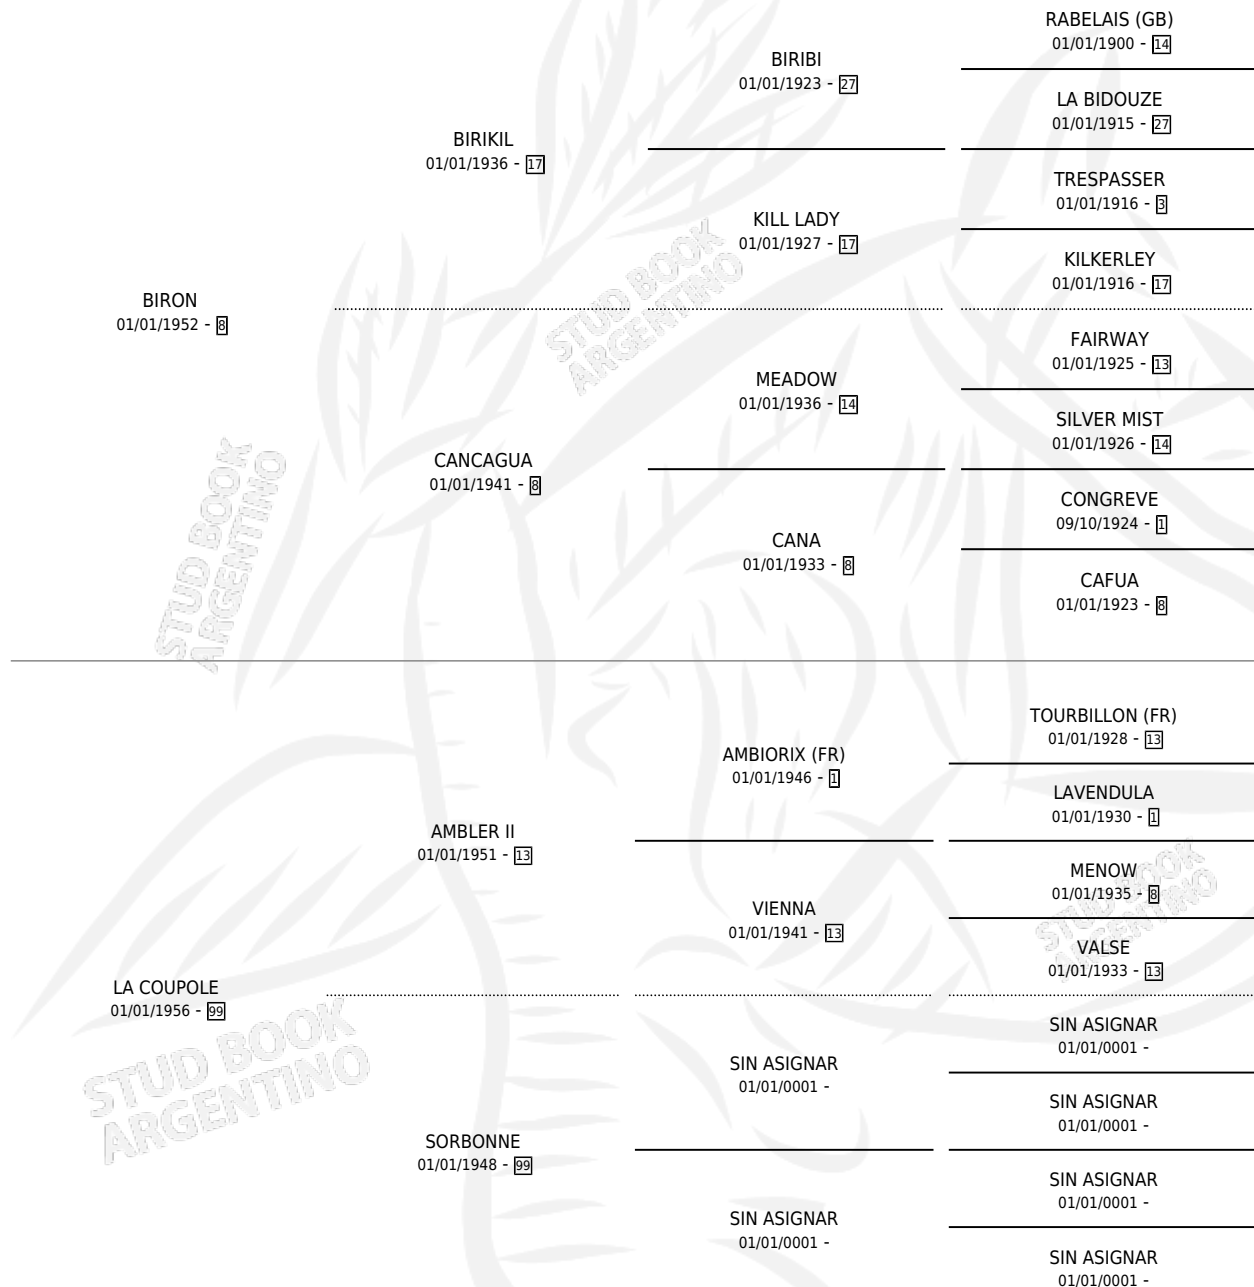 RABELAIS (GB)
01/01/1900 - 14
BIRIBI
01/01/1923 - 27
LA BIDOUZE
01/01/1915 - 27
BIRIKIL
01/01/1936 - 17
TRESPASSER
01/01/1916 - 3
KILL LADY
01/01/1927 - 17
KILKERLEY
01/01/1916 - 17
BIRON
01/01/1952 - 8
FAIRWAY
01/01/1925 - 13
MEADOW
01/01/1936 - 14
SILVER MIST
01/01/1926 - 14
CANCAGUA
01/01/1941 - 8
CONGREVE
09/10/1924 - 1
CANA
01/01/1933 - 8
CAFUA
01/01/1923 - 8
TOURBILLON (FR)
01/01/1928 - 13
AMBIORIX (FR)
01/01/1946 - 1
LAVENDULA
01/01/1930 - 1
AMBLER II
01/01/1951 - 13
MENOW
01/01/1935 - 8
VIENNA
01/01/1941 - 13
VALSE
01/01/1933 - 13
LA COUPOLE
01/01/1956 - 99
SIN ASIGNAR
01/01/0001 -
SIN ASIGNAR
01/01/0001 -
SIN ASIGNAR
01/01/0001 -
SORBONNE
01/01/1948 - 99
SIN ASIGNAR
01/01/0001 -
SIN ASIGNAR
01/01/0001 -
SIN ASIGNAR
01/01/0001 -
STUD BOOK
ARGENTINO
STUD BOOK
ARGENTINO
STUD BOOK
ARGENTINO
STUD BOOK
ARGENTINO